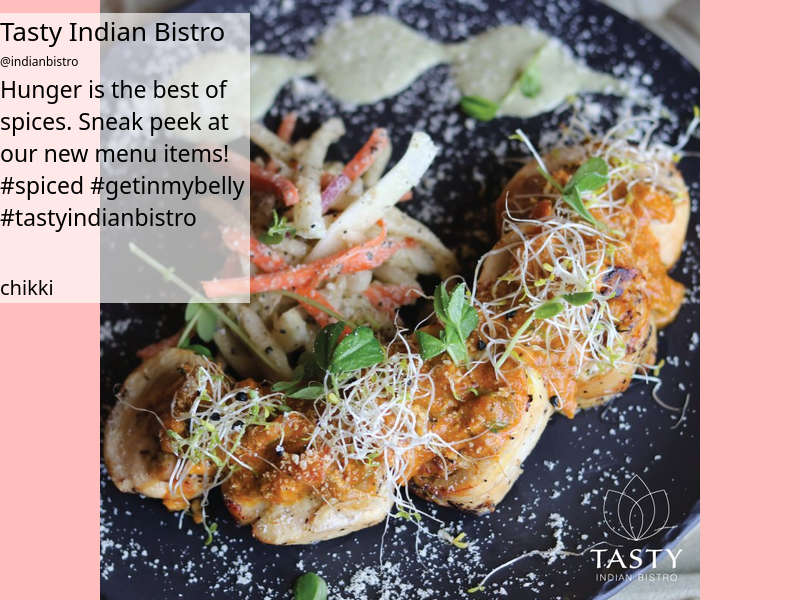 Tasty Indian Bistro
@indianbistro
Hunger is the best of
spices. Sneak peek at
our new menu items!
#spiced #getinmybelly
#tastyindianbistro
chikki
TASTY
INDIAN BISTRO